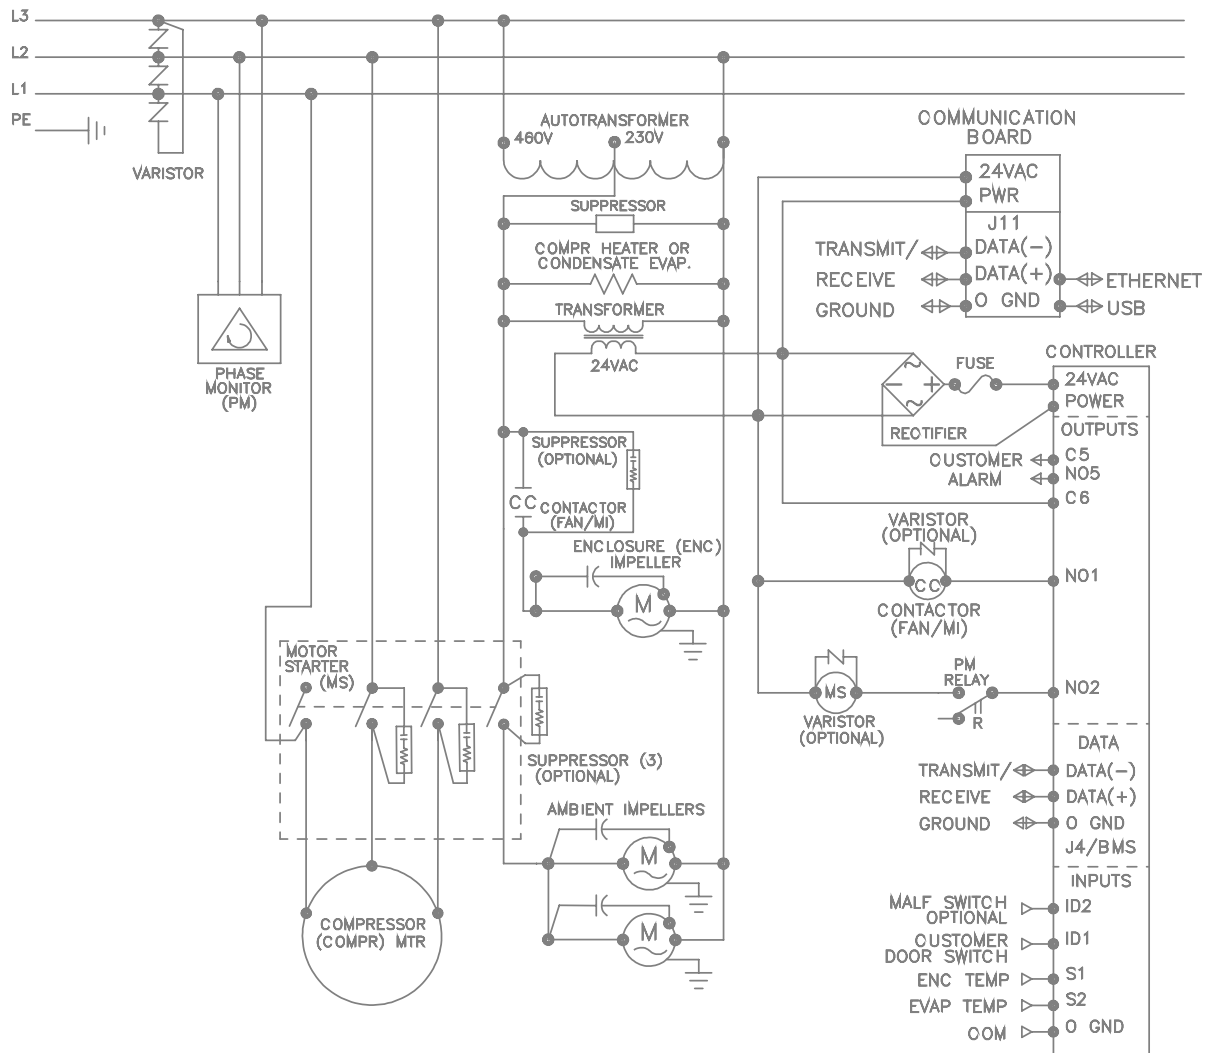 L3
L2
L1
PE
VARISTOR
AUTOTRANSFORMER
460V 230V
SUPPRESSOR
COMPR HEATER OR
CONDENSATE EVAP.
TRANSFORMER
24VAC
PHASE
MONITOR
(PM)
COMMUNICATION
BOARD
24VAC
PWR
J11
TRANSMIT/ DATA(-)
RECEIVE DATA(+) ETHERNET
GROUND O GND USB
CONTROLLER
FUSE
24VAC
POWER
RECTIFIER
OUTPUTS
CUSTOMER C5
ALARM NO5
C6
SUPPRESSOR
(OPTIONAL)
CC CONTACTOR
(FAN/MI)
ENCLOSURE (ENC)
IMPELLER
M
VARISTOR
(OPTIONAL)
CC NO1
CONTACTOR
(FAN/MI)
MOTOR
STARTER
(MS)
PM
RELAY
MS NO2
R
VARISTOR
(OPTIONAL)
SUPPRESSOR (3)
(OPTIONAL)
DATA
TRANSMIT/ DATA(-)
RECEIVE DATA(+)
GROUND O GND
J4/BMS
AMBIENT IMPELLERS
M
M
COMPRESSOR
(COMPR) MTR
INPUTS
MALF SWITCH ID2
OPTIONAL
CUSTOMER ID1
DOOR SWITCH
ENC TEMP S1
EVAP TEMP S2
COM O GND